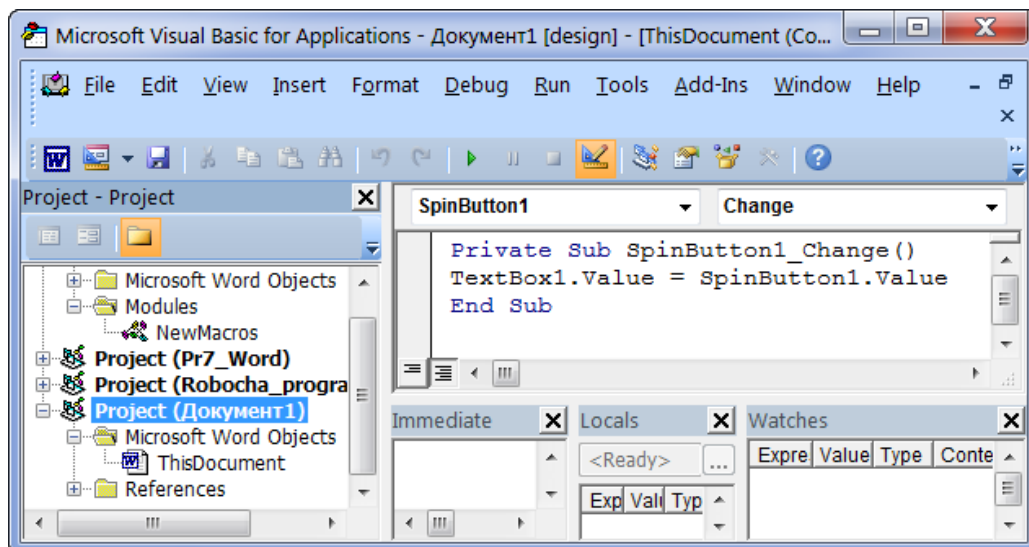 Microsoft Visual Basic for Applications - Документ1 [design] - [ThisDocument (Co...
File Edit View Insert Format Debug Run Tools Add-Ins Window Help
Project - Project
Microsoft Word Objects
Modules
NewMacros
Project (Pr7_Word)
Project (Robocha_progra
Project (Документ1)
Microsoft Word Objects
ThisDocument
References
SpinButton1 Change
Private Sub SpinButton1_Change()
TextBox1.Value = SpinButton1.Value
End Sub
Immediate
Locals
<Ready> ...
Exp Valu Typ
Watches
Expre Value Type Conte